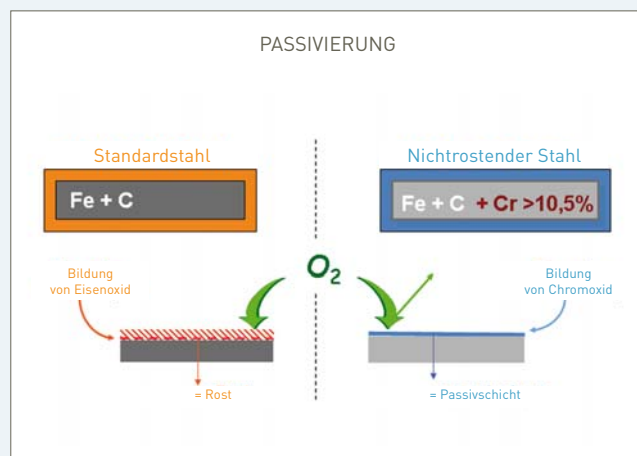 PASSIVIERUNG
Standardstahl
Fe + C
Nichtrostender Stahl
Fe + C + Cr >10,5%
O2
Bildung
von Eisenoxid
= Rost
Bildung
von Chromoxid
= Passivschicht